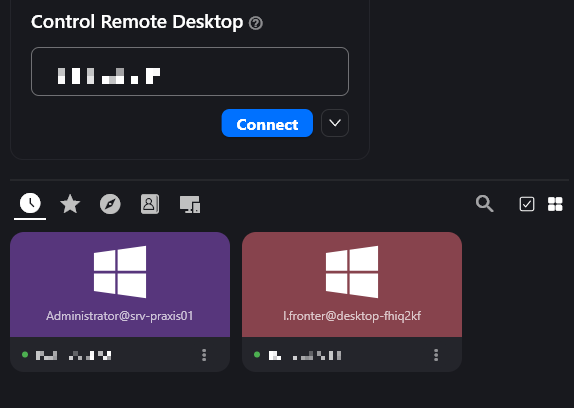 Control Remote Desktop
Connect
Administrator@srv-praxis01
l.fronter@desktop-fhiq2kf